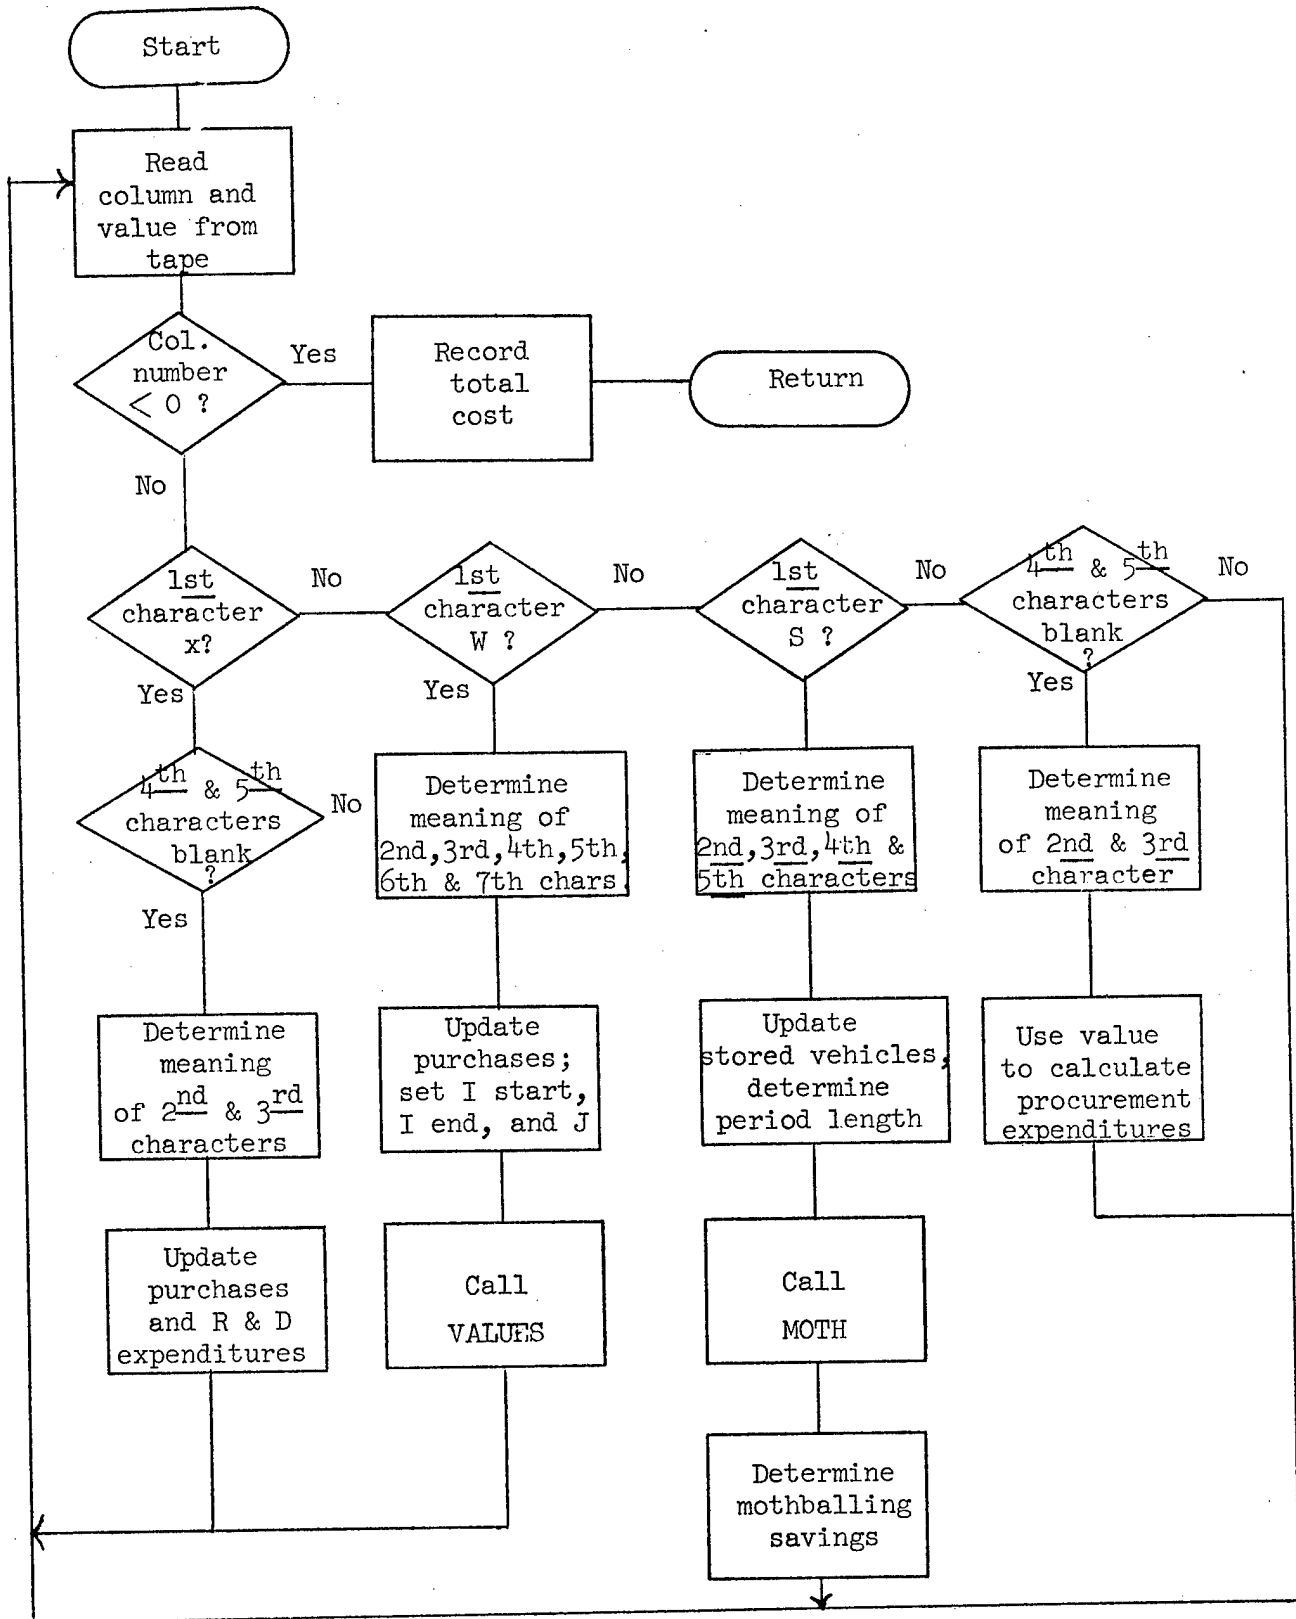 Start
Read
column and
value from
tape
Col.
number
< 0 ?
Yes
Record
total
cost
Return
No
1st
character
x?
No
1st
character
W ?
No
1st
character
S ?
No
4th & 5th
characters
blank
?
No
Yes
Yes
Yes
4th & 5th
characters
blank
?
No
Yes
Determine
meaning of
2nd,3rd,4th,5th,
6th & 7th chars
Determine
meaning of
2nd,3rd,4th &
5th characters
Determine
meaning
of 2nd & 3rd
character
Determine
meaning
of 2nd & 3rd
characters
Update
purchases;
set I start,
I end, and J
Update
stored vehicles,
determine
period length
Use value
to calculate
procurement
expenditures
Update
purchases
and R & D
expenditures
Call
VALUES
Call
MOTH
Determine
mothballing
savings